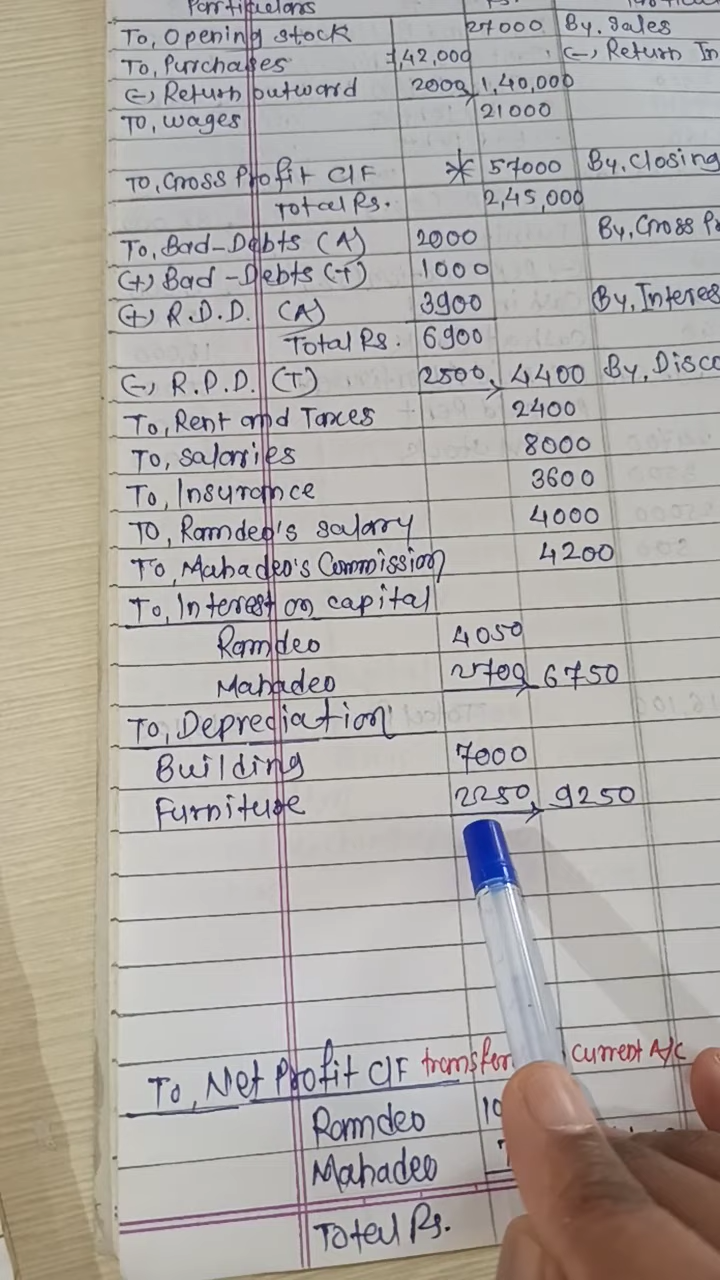 Particulars
To, Opening stock 27000 By, Sales
To, Purchases 1,42,000 (-) Return In
(-) Return outward 2000 1,40,000
To, wages 21000
To, Gross Profit C/F * 57000 By, Closing
Total Rs. 2,45,000
To, Bad-Debts (A) 2000 By, Gross Pr
(+) Bad-Debts (T) 1000
(+) R.D.D. (A) 3900 By, Interes
Total Rs. 6900
(-) R.D.D. (T) 2500 4400 By, Disco
To, Rent and Taxes 2400
To, Salaries 8000
To, Insurance 3600
To, Ramdeo's salary 4000
To, Mahadeo's Commission 4200
To, Interest on capital
Ramdeo 4050
Mahadeo 2700 6750
To, Depreciation
Building 7000
Furniture 2250 9250
To, Net Profit C/F transfer current A/C
Ramdeo 10
Mahadeo
Total Rs.